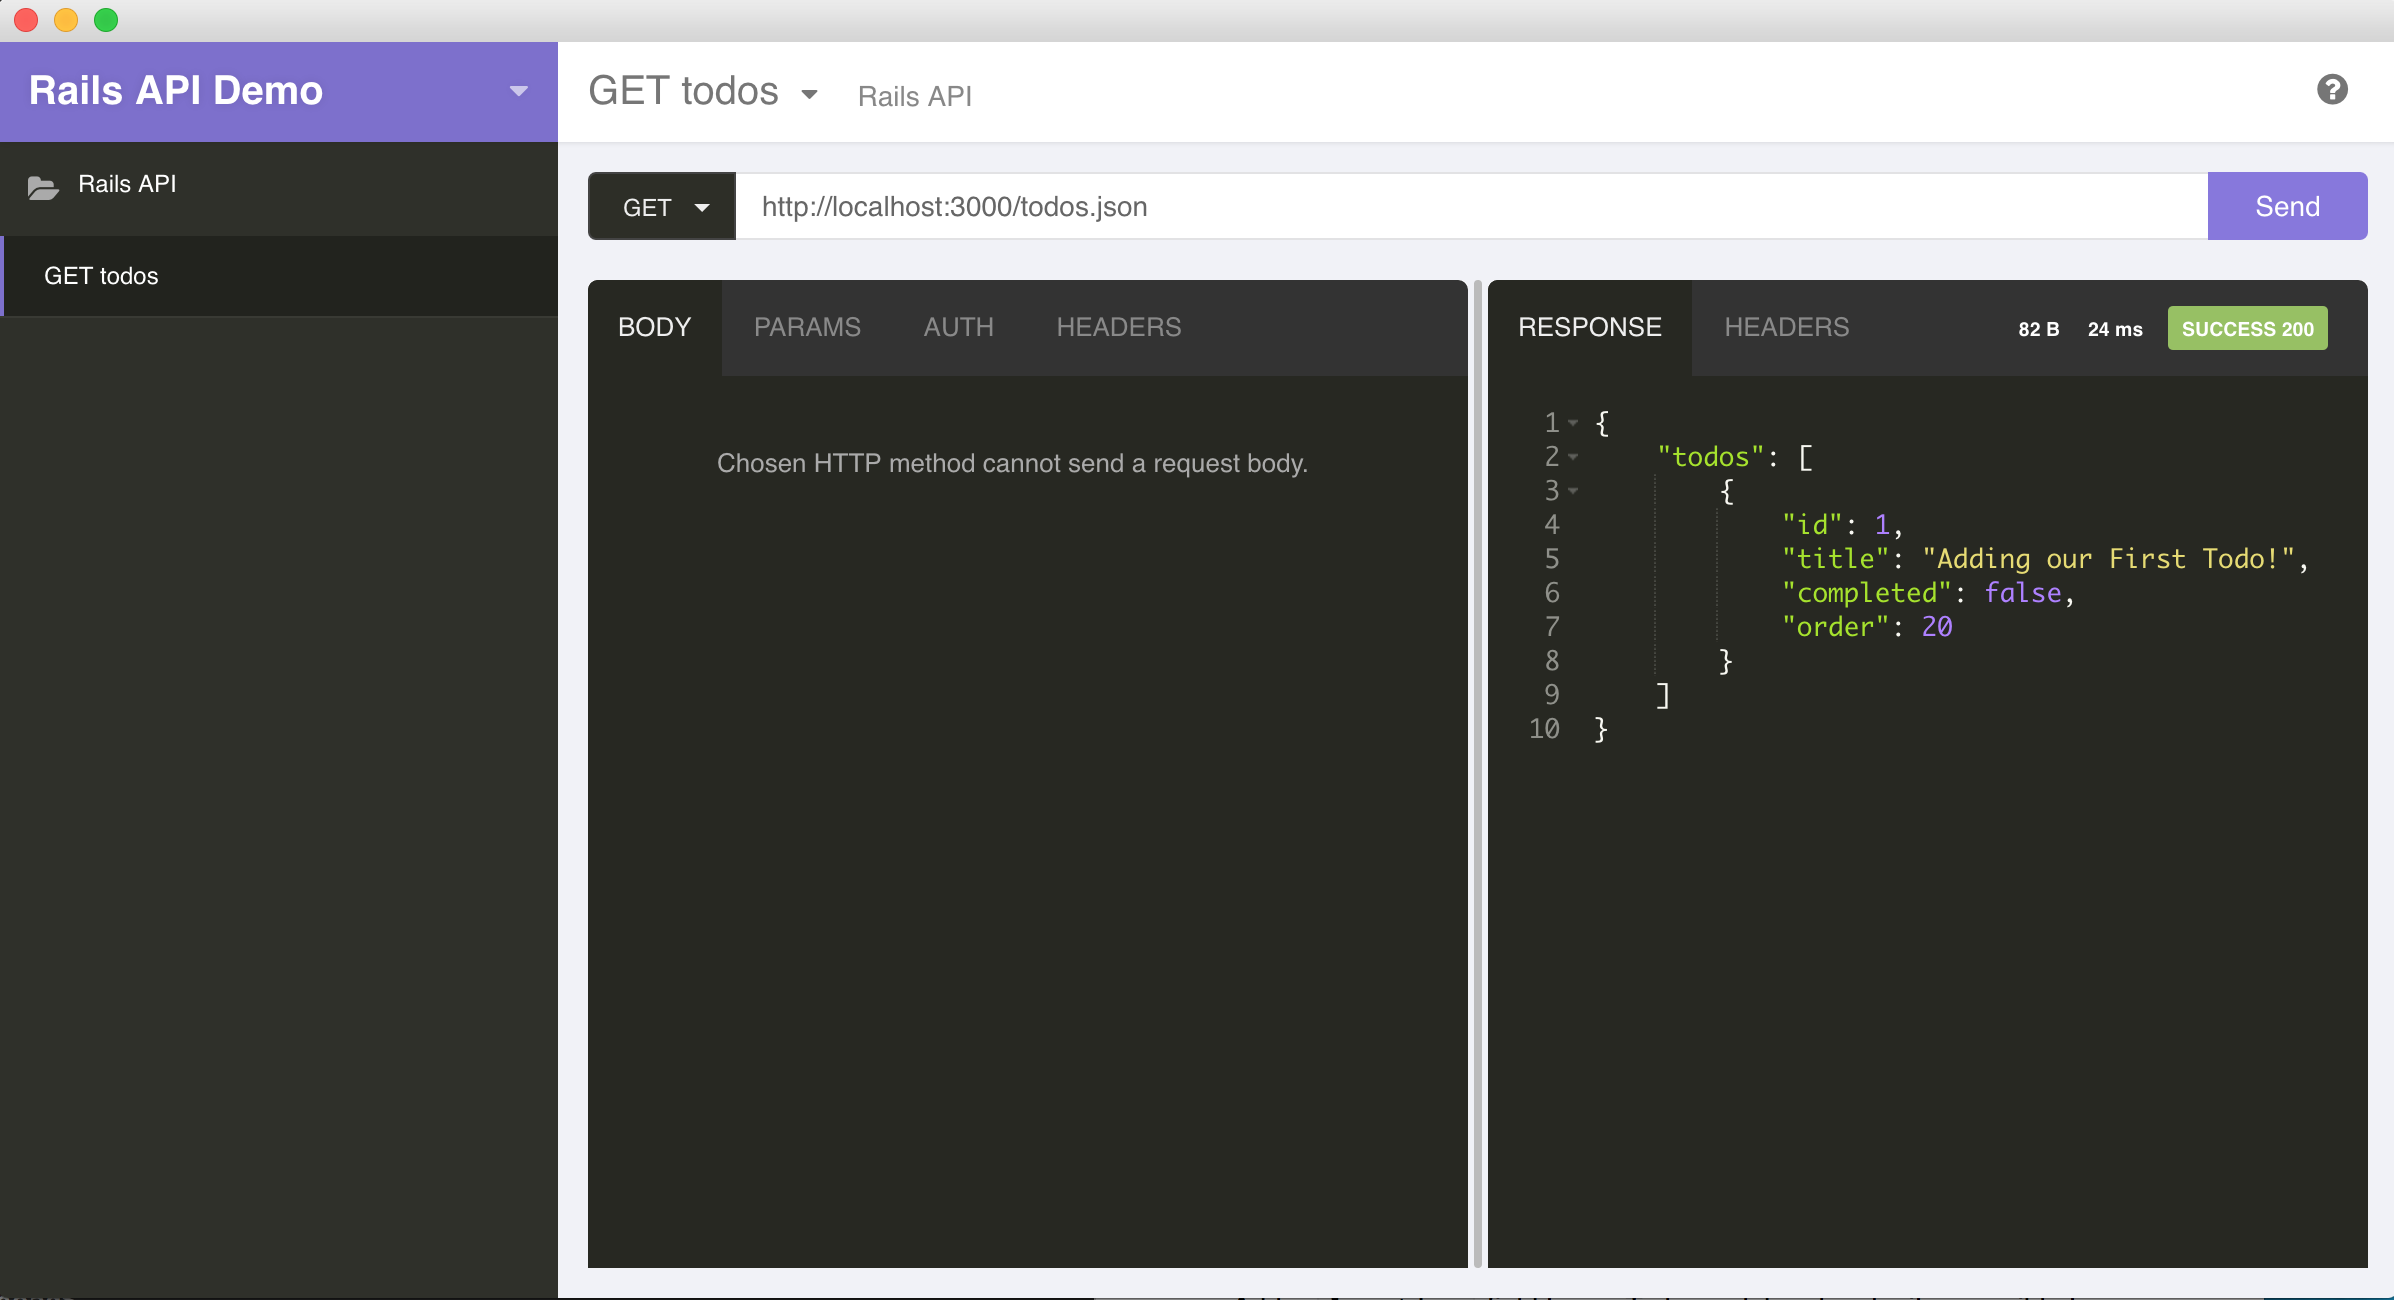 Rails API Demo
GET todos
Rails API
Rails API
GET todos
GET
http://localhost:3000/todos.json
Send
BODY
PARAMS
AUTH
HEADERS
Chosen HTTP method cannot send a request body.
RESPONSE
HEADERS
82 B
24 ms
SUCCESS 200
1 {
2 "todos": [
3 {
4 "id": 1,
5 "title": "Adding our First Todo!",
6 "completed": false,
7 "order": 20
8 }
9 ]
10 }